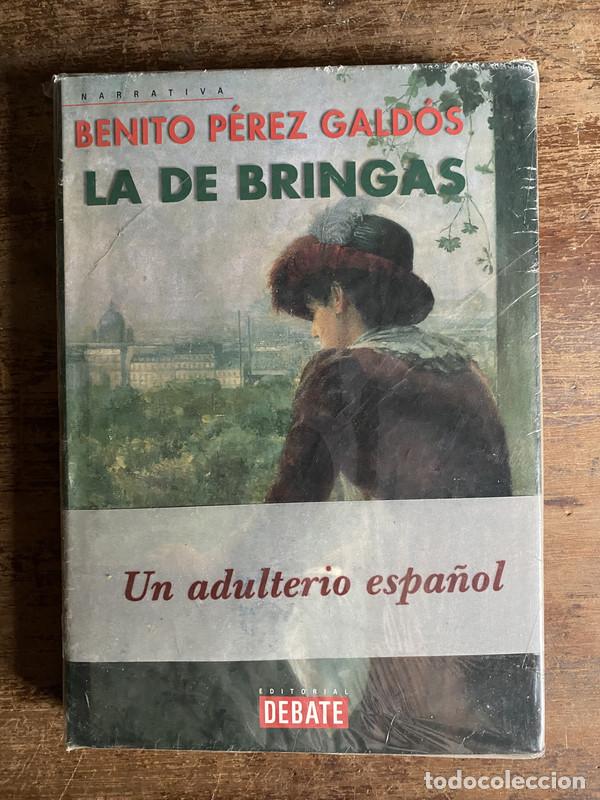 NARRATIVA
BENITO PÉREZ GALDÓS
LA DE BRINGAS
Un adulterio español
EDITORIAL
DEBATE
todocoleccion